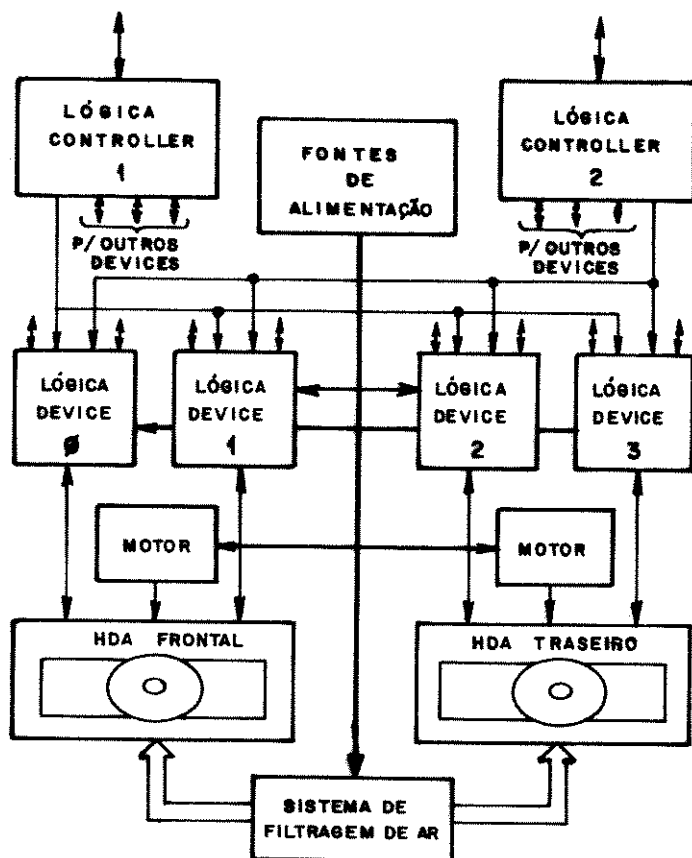 LÓGICA
CONTROLLER
1
LÓGICA
CONTROLLER
2
FONTES
DE
ALIMENTAÇÃO
P/ OUTROS
DEVICES
P/ OUTROS
DEVICES
LÓGICA
DEVICE
Ø
LÓGICA
DEVICE
1
LÓGICA
DEVICE
2
LÓGICA
DEVICE
3
MOTOR
MOTOR
HDA FRONTAL
HDA TRASEIRO
SISTEMA DE
FILTRAGEM DE AR